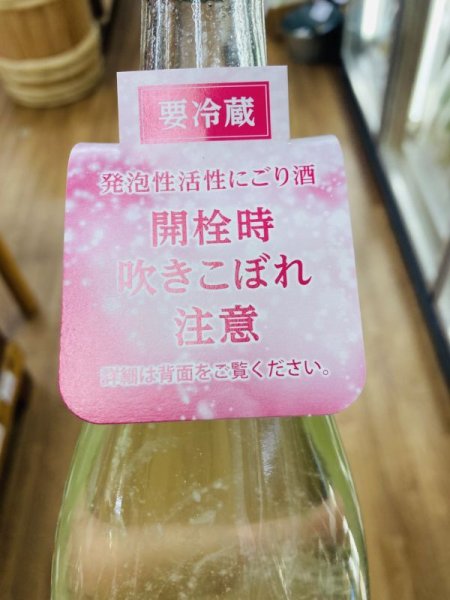 要冷蔵
発泡性活性にごり酒
開栓時
吹きこぼれ
注意
詳細は背面をご覧ください。